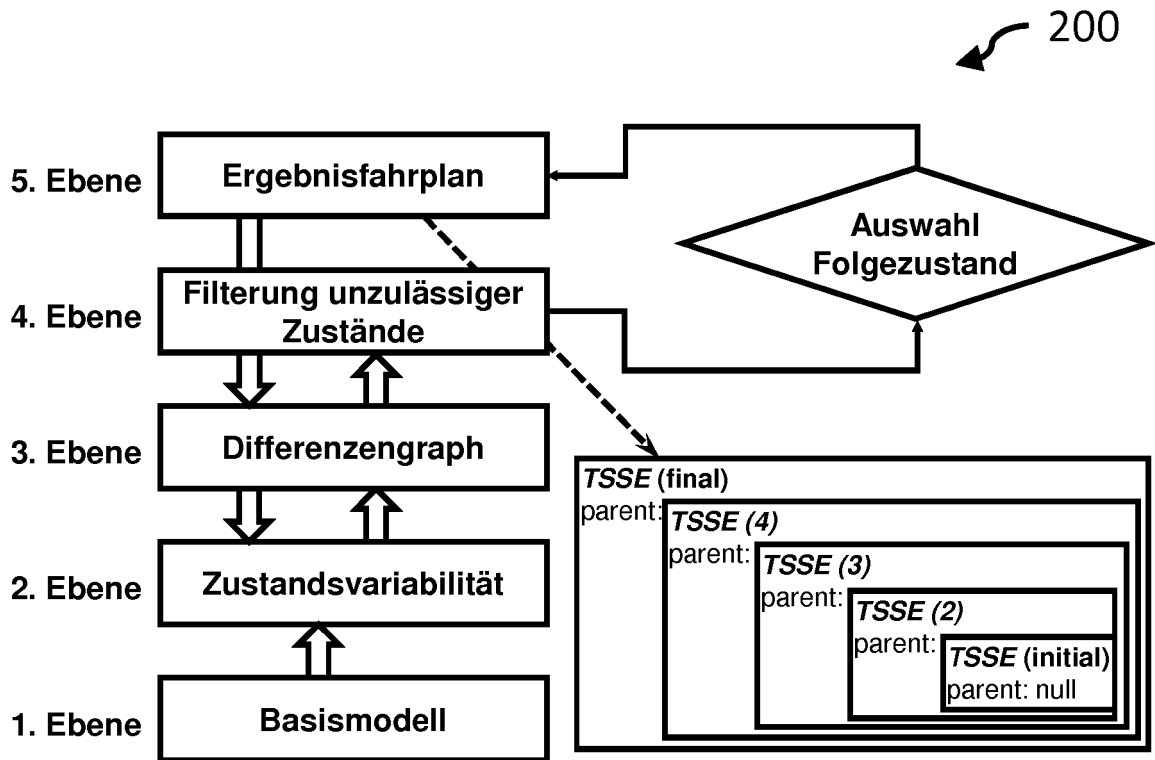 200
5. Ebene
Ergebnisfahrplan
Auswahl
Folgezustand
4. Ebene
Filterung unzulässiger
Zustände
3. Ebene
Differenzengraph
2. Ebene
Zustandsvariabilität
1. Ebene
Basismodell
TSSE (final)
parent:
TSSE (4)
parent:
TSSE (3)
parent:
TSSE (2)
parent:
TSSE (initial)
parent: null